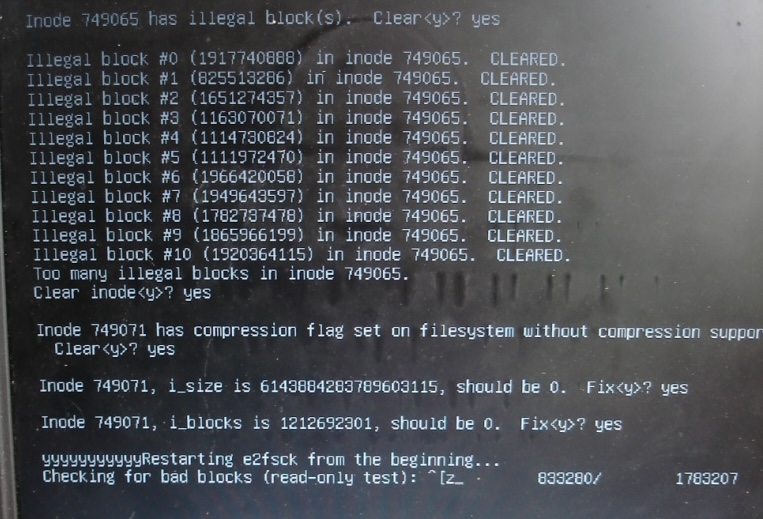 Inode 749065 has illegal block(s).  Clear<y>? yes
Illegal block #0 (1917740888) in inode 749065.  CLEARED.
Illegal block #1 (825513286) in inode 749065.  CLEARED.
Illegal block #2 (1651274357) in inode 749065.  CLEARED.
Illegal block #3 (1163070071) in inode 749065.  CLEARED.
Illegal block #4 (1114730824) in inode 749065.  CLEARED.
Illegal block #5 (1111972470) in inode 749065.  CLEARED.
Illegal block #6 (1966420058) in inode 749065.  CLEARED.
Illegal block #7 (1949643597) in inode 749065.  CLEARED.
Illegal block #8 (1782737478) in inode 749065.  CLEARED.
Illegal block #9 (1865966199) in inode 749065.  CLEARED.
Illegal block #10 (1920364115) in inode 749065.  CLEARED.
Too many illegal blocks in inode 749065.
Clear inode<y>? yes
Inode 749071 has compression flag set on filesystem without compression suppor
Clear<y>? yes
Inode 749071, i_size is 6143884283789603115, should be 0.  Fix<y>? yes
Inode 749071, i_blocks is 1212692301, should be 0.  Fix<y>? yes
yyyyyyyyyyyRestarting e2fsck from the beginning...
Checking for bad blocks (read-only test): ^[z_ 833280/ 1783207